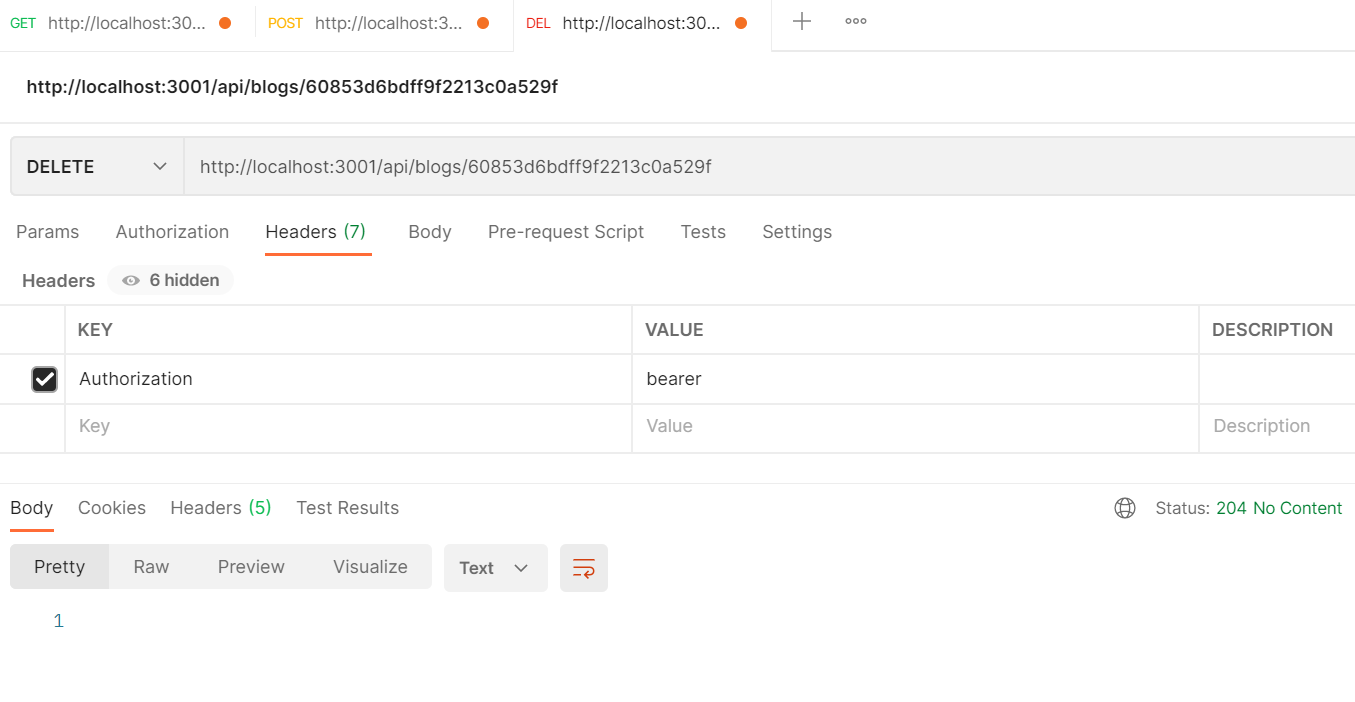 GET http://localhost:30... POST http://localhost:3... DEL http://localhost:30...
http://localhost:3001/api/blogs/60853d6bdff9f2213c0a529f
DELETE http://localhost:3001/api/blogs/60853d6bdff9f2213c0a529f
Params Authorization Headers (7) Body Pre-request Script Tests Settings
Headers 6 hidden
KEY VALUE DESCRIPTION
Authorization bearer
Key Value Description
Body Cookies Headers (5) Test Results Status: 204 No Content
Pretty Raw Preview Visualize Text
1